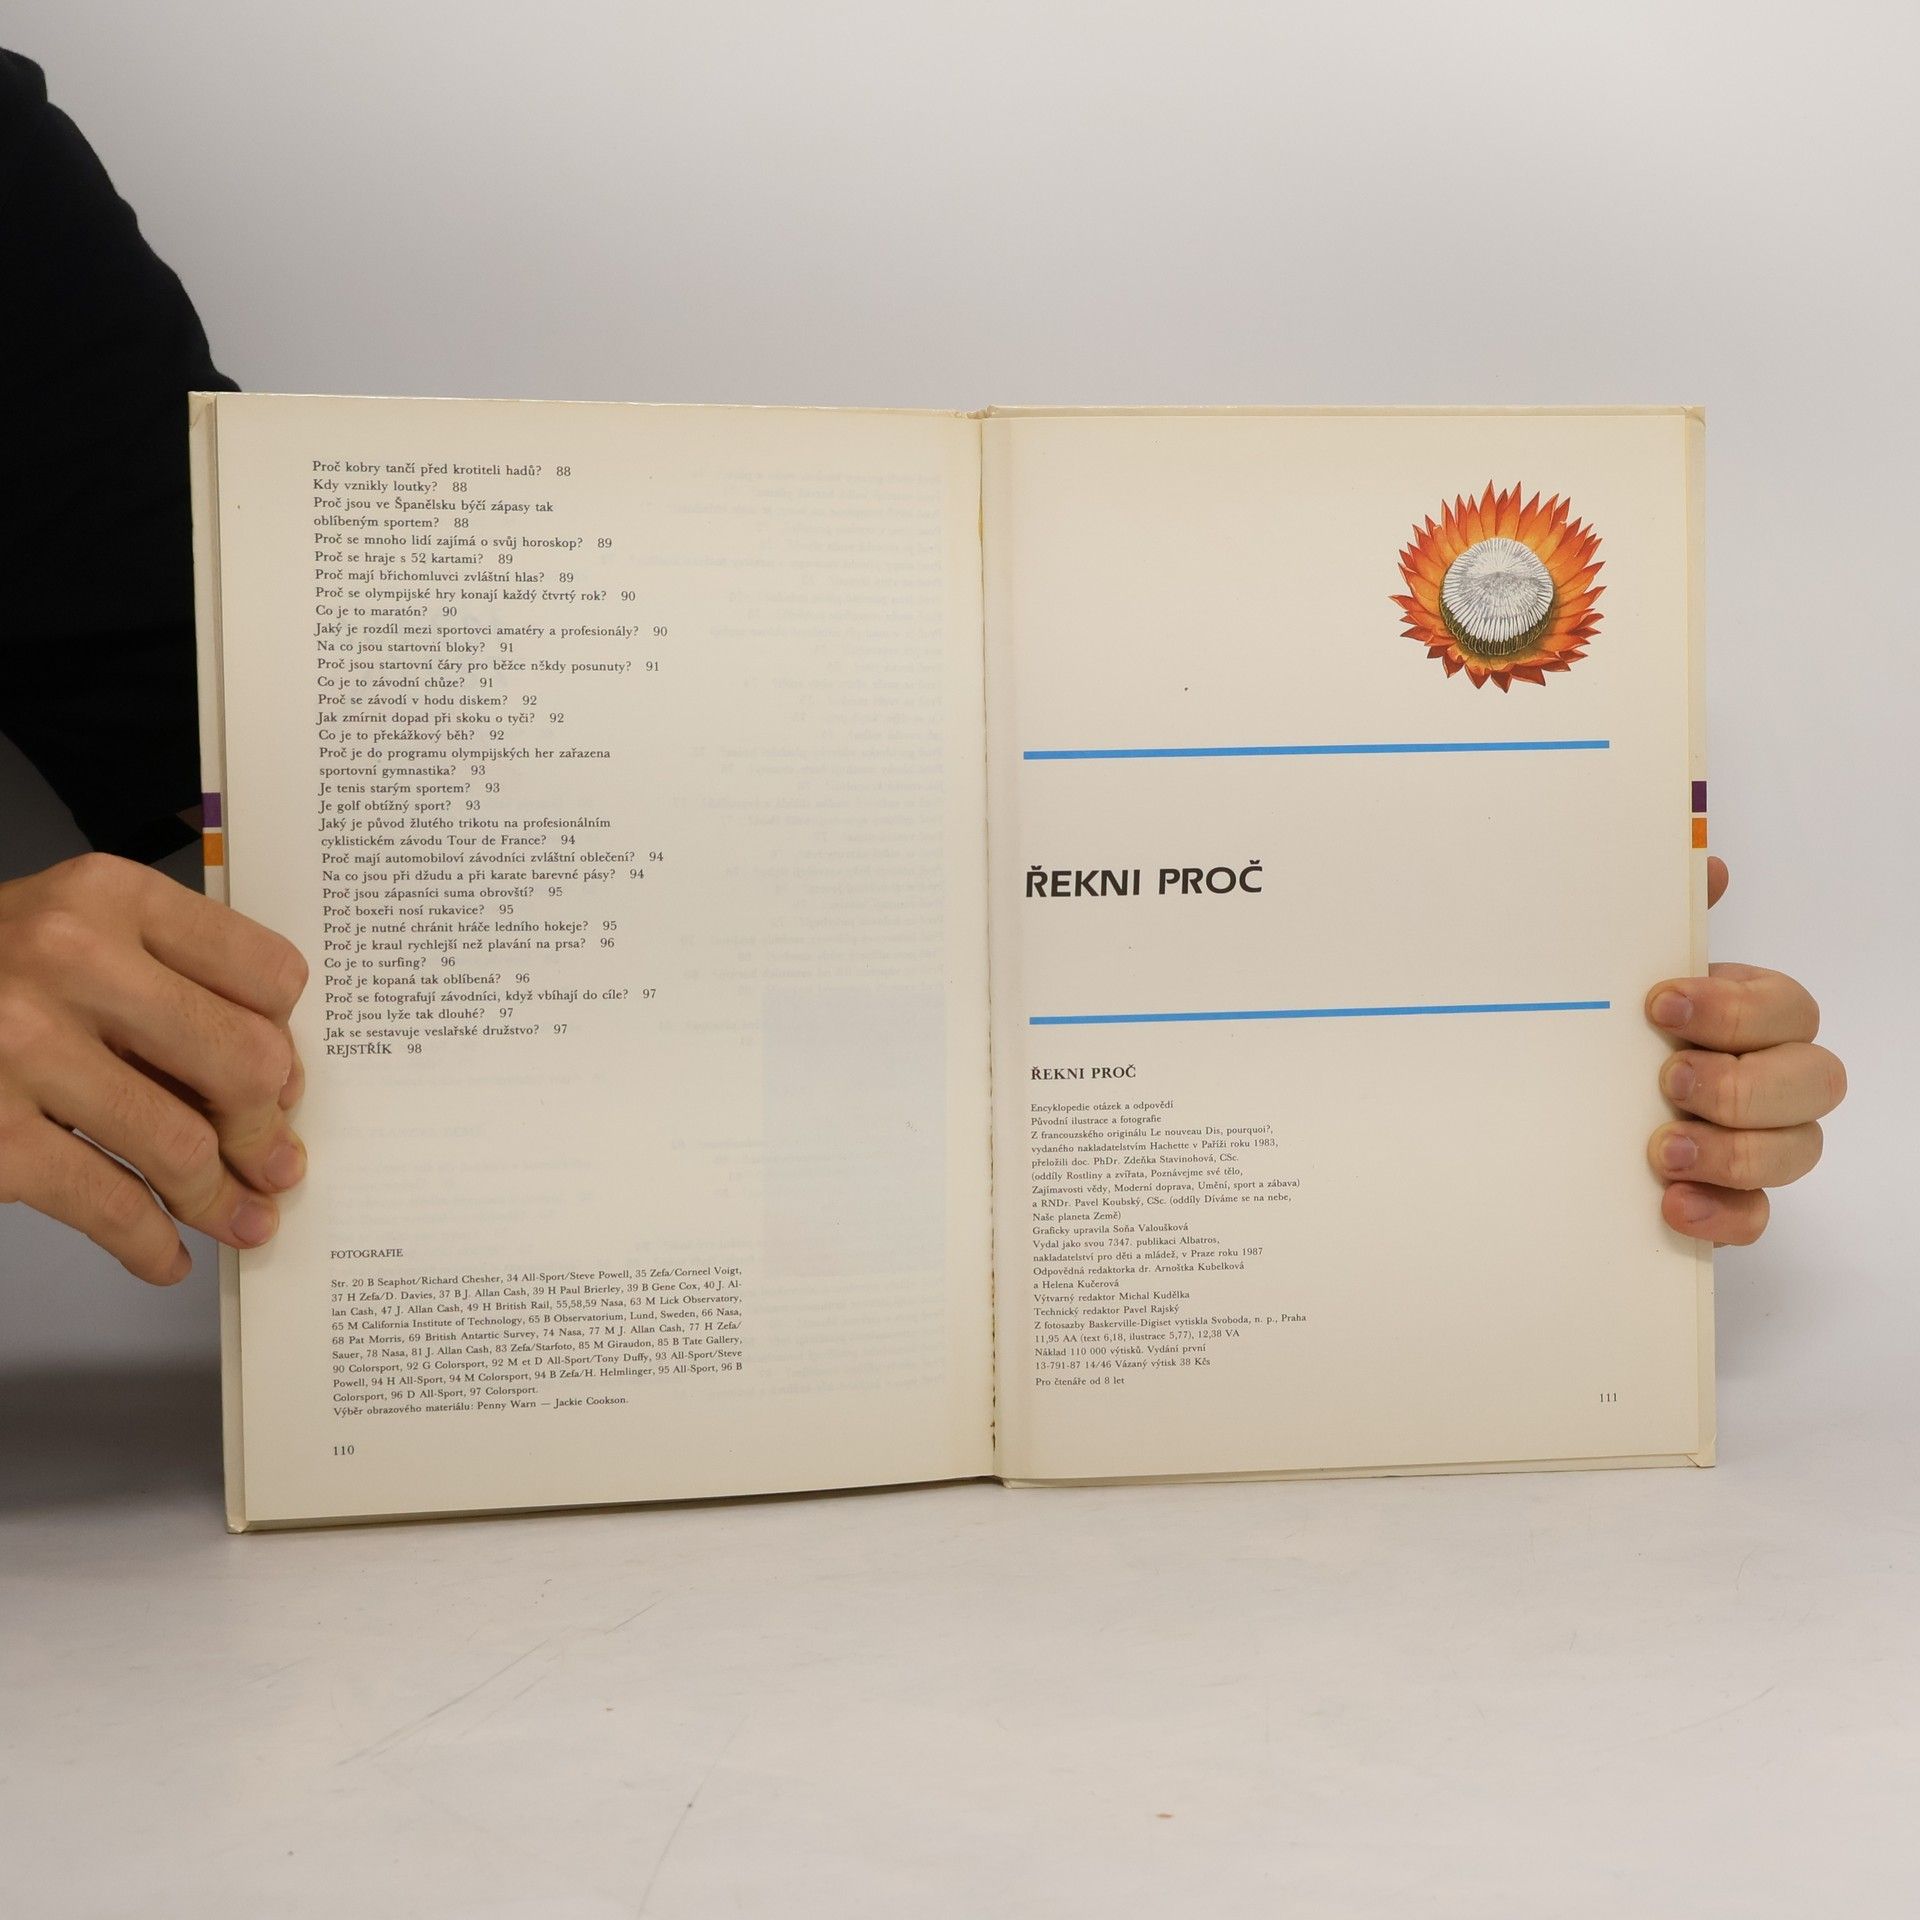 Proč kobry tančí před krotiteli hadů? 88
Kdy vznikly loutky? 88
Proč jsou ve Španělsku býčí zápasy tak
oblíbeným sportem? 88
Proč se mnoho lidí zajímá o svůj horoskop? 89
Proč se hraje s 52 kartami? 89
Proč mají břichomluvci zvláštní hlas? 89
Proč se olympijské hry konají každý čtvrtý rok? 90
Co je to maratón? 90
Jaký je rozdíl mezi sportovci amatéry a profesionály? 90
Na co jsou startovní bloky? 91
Proč jsou startovní čáry pro běžce někdy posunuty? 91
Co je to závodní chůze? 91
Proč se závodí v hodu diskem? 92
Jak zmírnit dopad při skoku o tyči? 92
Co je to překážkový běh? 92
Proč je do programu olympijských her zařazena
sportovní gymnastika? 93
Je tenis starým sportem? 93
Je golf obtížný sport? 93
Jaký je původ žlutého trikotu na profesionálním
cyklistickém závodu Tour de France? 94
Proč mají automobiloví závodníci zvláštní oblečení? 94
Na co jsou při džudu a při karate barevné pásy? 94
Proč jsou zápasníci suma obrovští? 95
Proč boxeři nosí rukavice? 95
Proč je nutné chránit hráče ledního hokeje? 95
Proč je kraul rychlejší než plavání na prsa? 96
Co je to surfing? 96
Proč je kopaná tak oblíbená? 96
Proč se fotografují závodníci, když vbíhají do cíle? 97
Proč jsou lyže tak dlouhé? 97
Jak se sestavuje veslařské družstvo? 97
REJSTŘÍK 98
FOTOGRAFIE
Str. 20 B Seaphot/Richard Chesher, 34 All-Sport/Steve Powell, 35 Zefa/Corneel Voigt,
37 H Zefa/D. Davies, 37 B J. Allan Cash, 39 H Paul Brierley, 39 B Gene Cox, 40 J. Al-
lan Cash, 47 J. Allan Cash, 49 H British Rail, 55,58,59 Nasa, 63 M Lick Observatory,
65 M California Institute of Technology, 65 B Observatorium, Lund, Sweden, 66 Nasa,
68 Pat Morris, 69 British Antartic Survey, 74 Nasa, 77 M J. Allan Cash, 77 H Zefa/
Sauer, 78 Nasa, 81 J. Allan Cash, 83 Zefa/Starfoto, 85 M Giraudon, 85 B Tate Gallery,
90 Colorsport, 92 G Colorsport, 92 M et D All-Sport/Tony Duffy, 93 All-Sport/Steve
Powell, 94 H All-Sport, 94 M Colorsport, 94 B Zefa/H. Helmlinger, 95 All-Sport, 96 B
Colorsport, 96 D All-Sport, 97 Colorsport.
Výběr obrazového materiálu: Penny Warn — Jackie Cookson.
110
ŘEKNI PROČ
ŘEKNI PROČ
Encyklopedie otázek a odpovědí
Původní ilustrace a fotografie
Z francouzského originálu Le nouveau Dis, pourquoi?,
vydaného nakladatelstvím Hachette v Paříži roku 1983,
přeložili doc. PhDr. Zdeňka Stavinohová, CSc.
(oddíly Rostliny a zvířata, Poznávejme své tělo,
Zajímavosti vědy, Moderní doprava, Umění, sport a zábava)
a RNDr. Pavel Koubský, CSc. (oddíly Díváme se na nebe,
Naše planeta Země)
Graficky upravila Soňa Valoušková
Vydal jako svou 7347. publikaci Albatros,
nakladatelství pro děti a mládež, v Praze roku 1987
Odpovědná redaktorka dr. Arnoštka Kubelková
a Helena Kučerová
Výtvarný redaktor Michal Kudělka
Technický redaktor Pavel Rajský
Z fotosazby Baskerville-Digiset vytiskla Svoboda, n. p., Praha
11,95 AA (text 6,18, ilustrace 5,77), 12,38 VA
Náklad 110 000 výtisků. Vydání první
13-791-87 14/46 Vázaný výtisk 38 Kčs
Pro čtenáře od 8 let
111